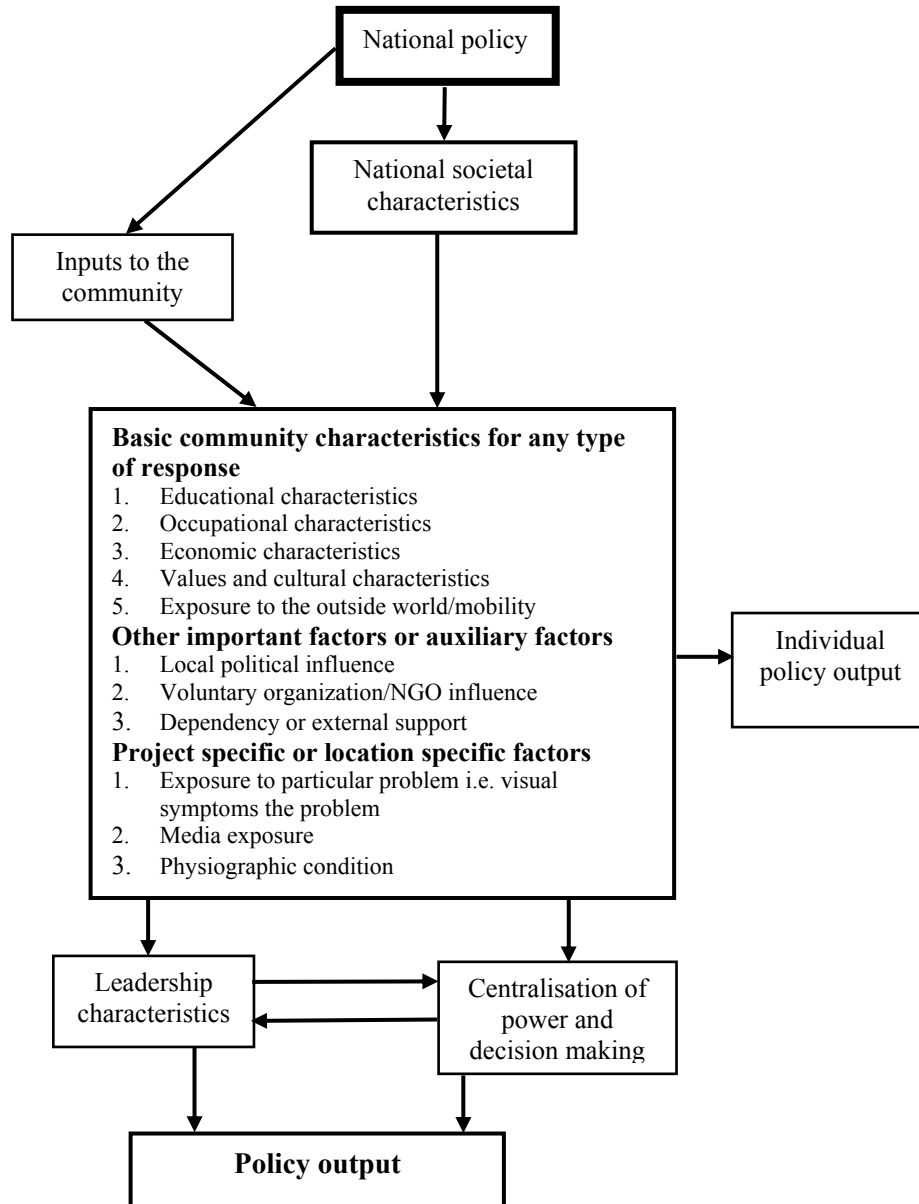 National policy
National societal
characteristics
Inputs to the
community
Basic community characteristics for any type
of response
1. Educational characteristics
2. Occupational characteristics
3. Economic characteristics
4. Values and cultural characteristics
5. Exposure to the outside world/mobility
Other important factors or auxiliary factors
1. Local political influence
2. Voluntary organization/NGO influence
3. Dependency or external support
Project specific or location specific factors
1. Exposure to particular problem i.e. visual
symptoms the problem
2. Media exposure
3. Physiographic condition
Individual
policy output
Leadership
characteristics
Centralisation of
power and
decision making
Policy output